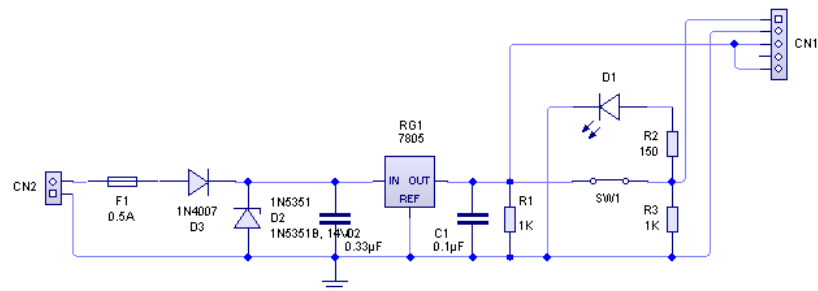 CN1
D1
RG1
7805
R2
150
IN OUT
REF
CN2
F1
0.5A
1N4007
D3
1N5351
D2
1N5351B, 14V
02
0.33µF
C1
0.1µF
R1
1K
SW1
R3
1K